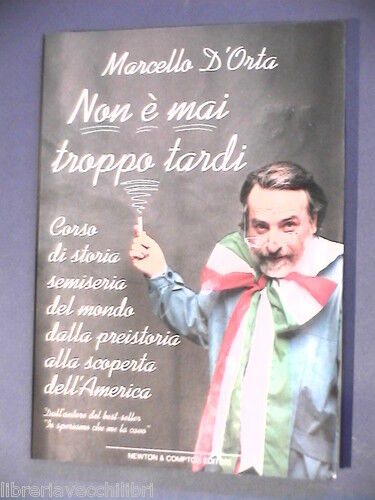 Marcello D'Orta
Non è mai
troppo tardi
Corso
di storia
semiseria
del mondo
dalla preistoria
alla scoperta
dell'America
Dall'autore del best-seller
"Io speriamo che me la cavo"
NEWTON & COMPTON EDITORI
libreriavecchilibri